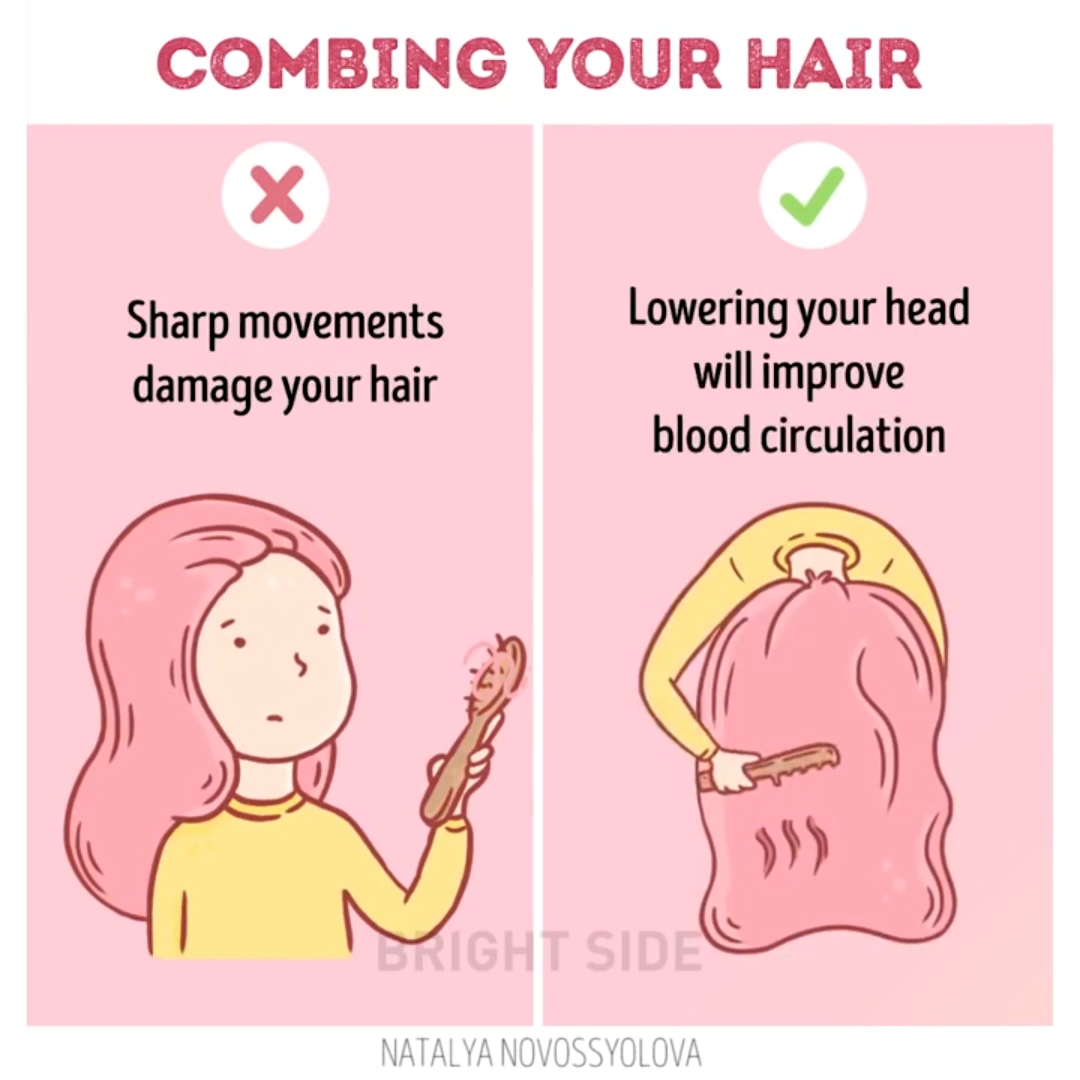 COMBING YOUR HAIR
Sharp movements
damage your hair
Lowering your head
will improve
blood circulation
BRIGHT SIDE
NATALYA NOVOSSYOLOVA